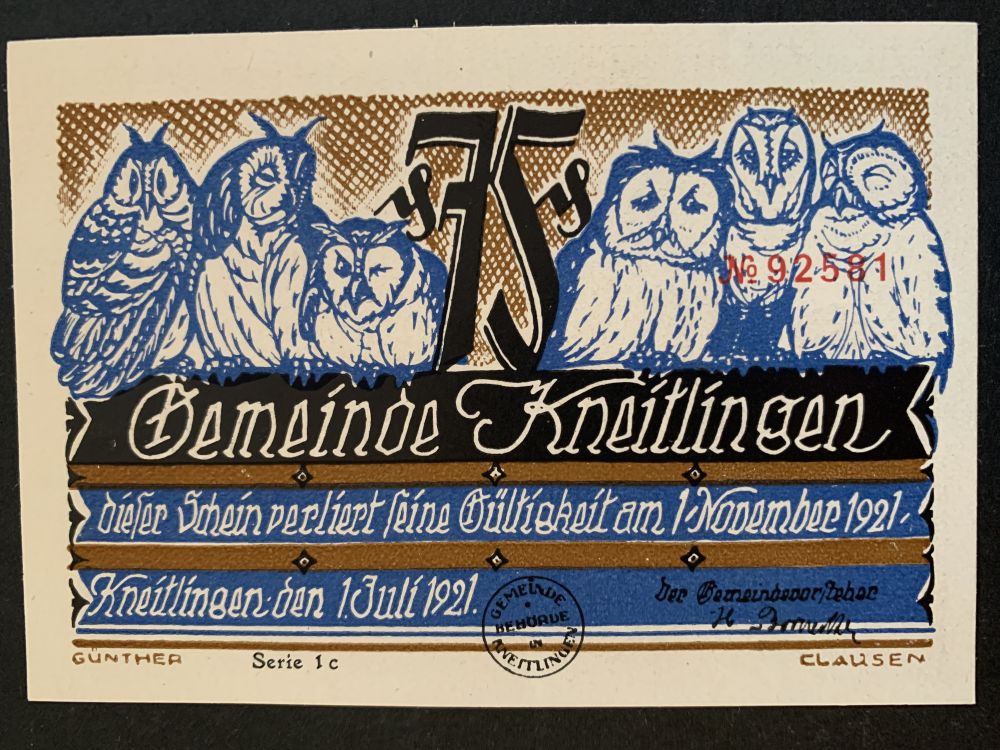 75
№ 92581
Gemeinde Kneitlingen
dieser Schein verliert seine Gültigkeit am 1. November 1921.
Kneitlingen · den 1. Juli 1921.
Der Gemeindevorsteher
H
GEMEINDE
BEHÖRDE
IN
KNEITLINGEN
GÜNTHER
Serie 1 c
CLAUSEN